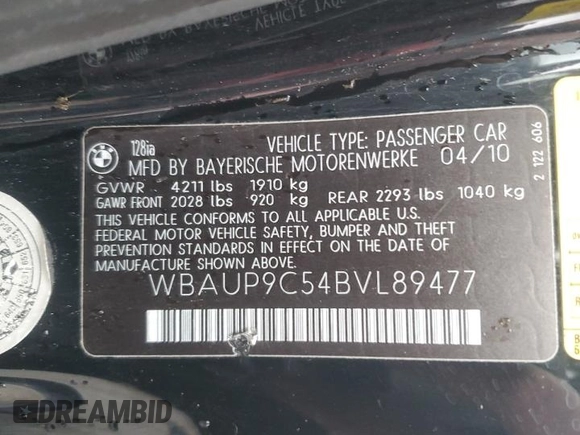 BMW
128ia
VEHICLE TYPE: PASSENGER CAR
MFD BY BAYERISCHE MOTORENWERKE 04/10
GVWR 4211 lbs 1910 kg
GAWR FRONT 2028 lbs 920 kg REAR 2293 lbs 1040 kg
THIS VEHICLE CONFORMS TO ALL APPLICABLE U.S.
FEDERAL MOTOR VEHICLE SAFETY, BUMPER AND THEFT
PREVENTION STANDARDS IN EFFECT ON THE DATE OF
MANUFACTURE SHOWN ABOVE.
WBAUP9C54BVL89477
2 122 606
DREAMBID